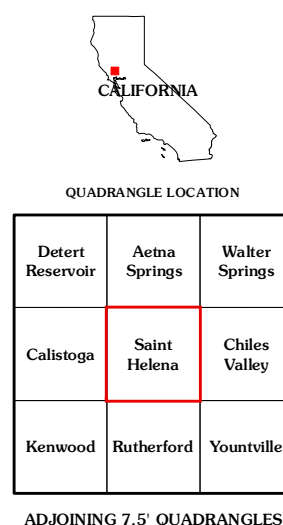 CALIFORNIA
QUADRANGLE LOCATION
Detert
Reservoir
Aetna
Springs
Walter
Springs
Calistoga
Saint
Helena
Chiles
Valley
Kenwood
Rutherford
Yountville
ADJOINING 7.5' QUADRANGLES